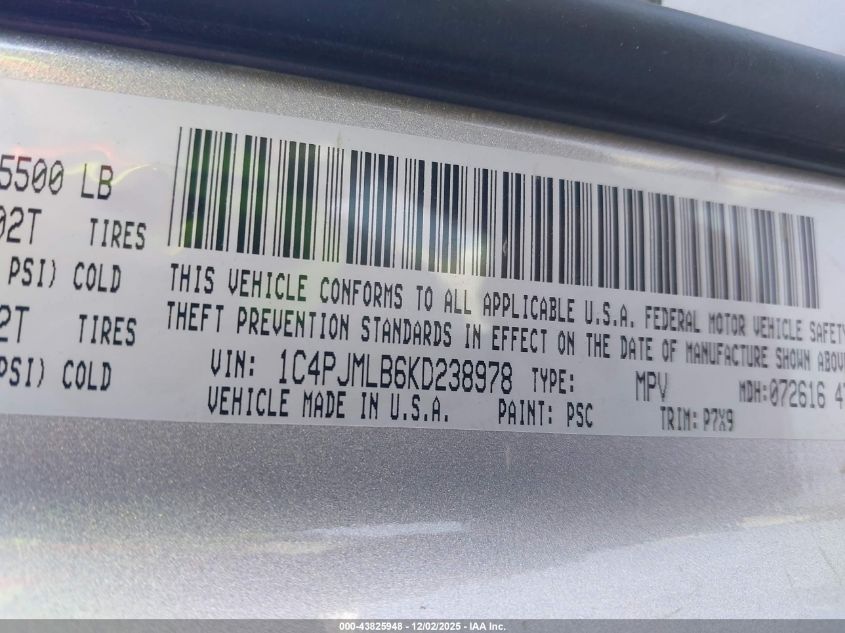 5500 LB
02T TIRES
PSI) COLD
2T TIRES
PSI) COLD
THIS VEHICLE CONFORMS TO ALL APPLICABLE U.S.A. FEDERAL MOTOR VEHICLE SAFETY
THEFT PREVENTION STANDARDS IN EFFECT ON THE DATE OF MANUFACTURE SHOWN ABOV
VIN: 1C4PJMLB6KD238978 TYPE: MPV MDH:072616 4
VEHICLE MADE IN U.S.A. PAINT: PSC TRIM: P7X9
000-43825948 - 12/02/2025 - IAA Inc.